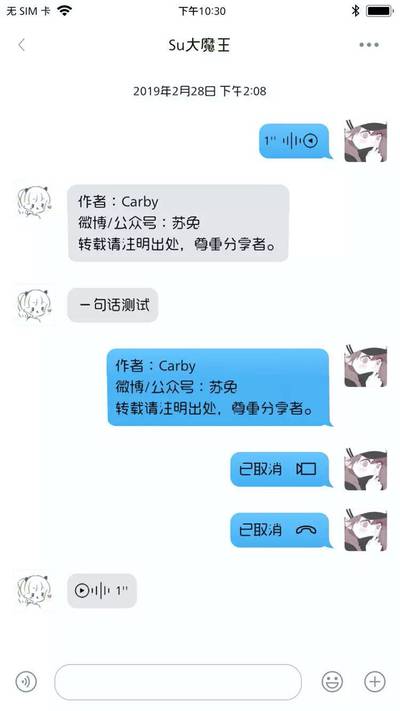 无 SIM 卡
下午10:30
Su大魔王
2019年2月28日 下午2:08
1"
作者：Carby
微博/公众号：苏兔
转载请注明出处，尊重分享者。
一句话测试
作者：Carby
微博/公众号：苏兔
转载请注明出处，尊重分享者。
已取消
已取消
1"